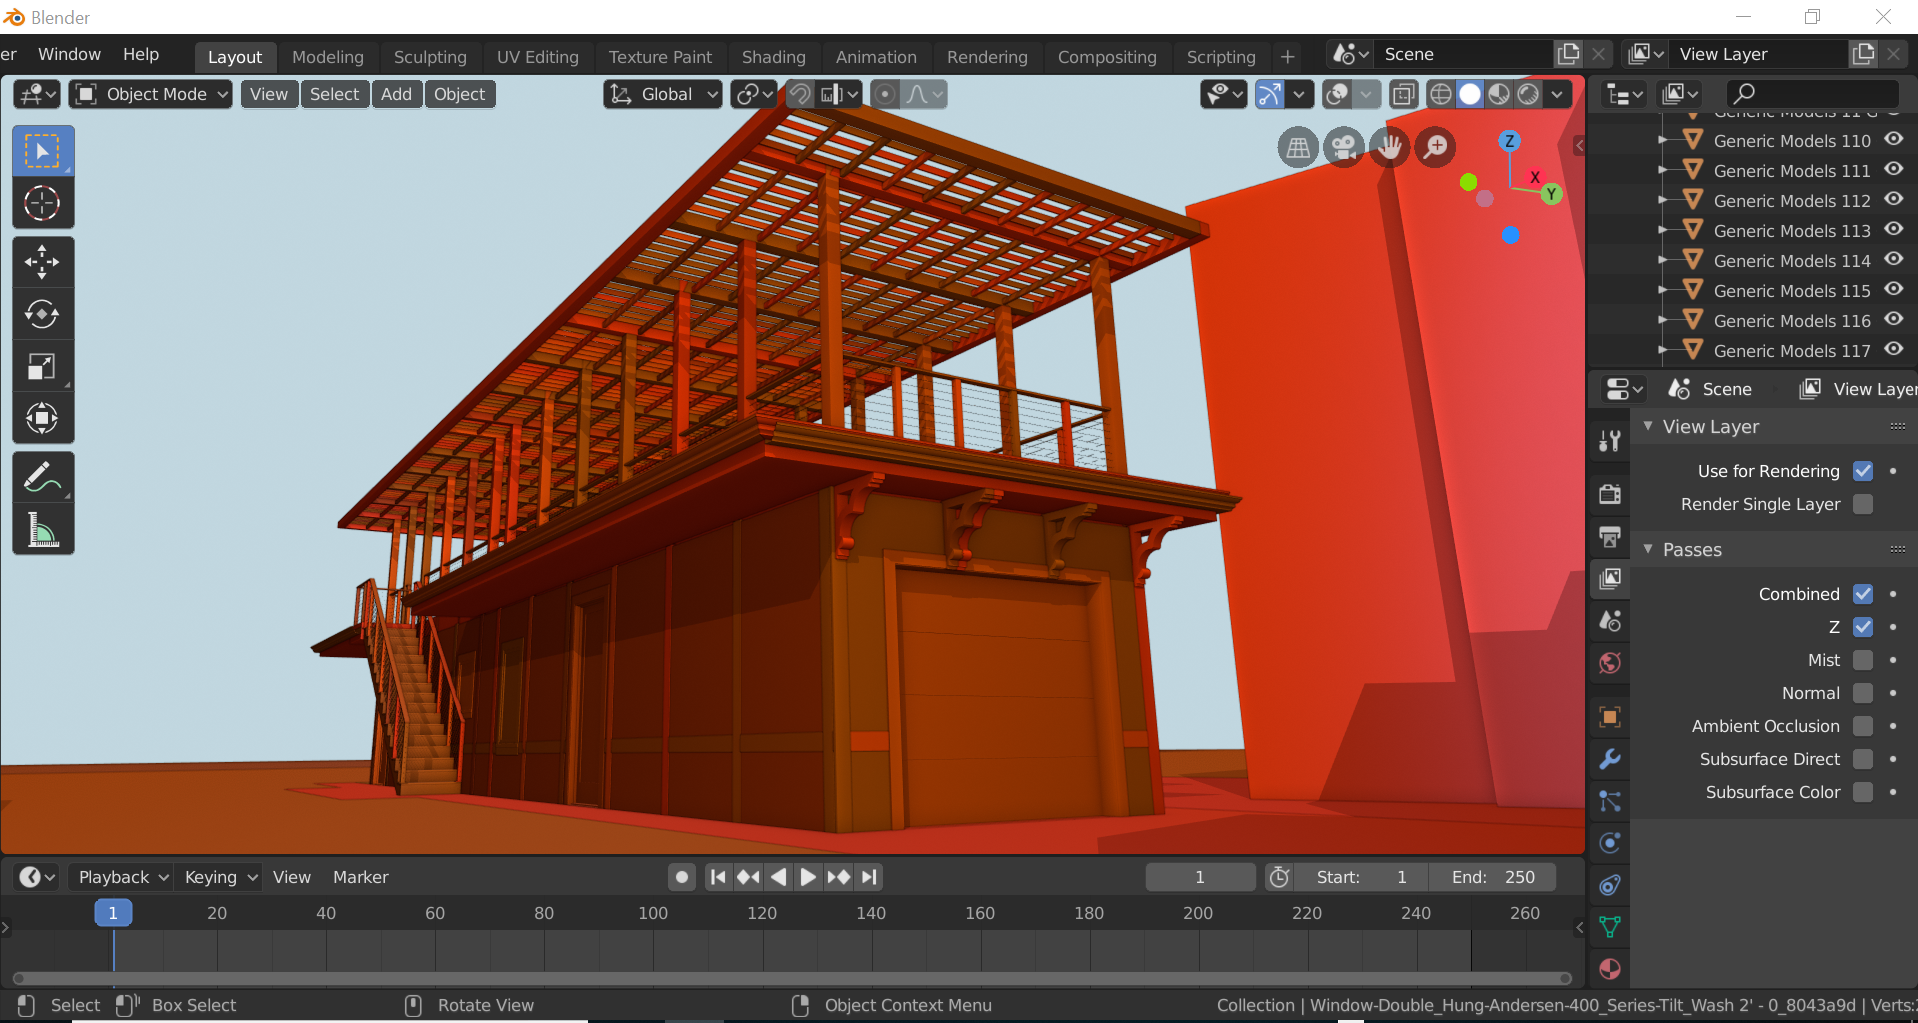 Blender
er Window Help Layout Modeling Sculpting UV Editing Texture Paint Shading Animation Rendering Compositing Scripting + Scene View Layer
Object Mode View Select Add Object Global
Z
X
Y
Generic Models 110
Generic Models 111
Generic Models 112
Generic Models 113
Generic Models 114
Generic Models 115
Generic Models 116
Generic Models 117
Scene View Layer
View Layer
Use for Rendering
Render Single Layer
Passes
Combined
Z
Mist
Normal
Ambient Occlusion
Subsurface Direct
Subsurface Color
Playback Keying View Marker 1 Start: 1 End: 250
1 20 40 60 80 100 120 140 160 180 200 220 240 260
Select Box Select Rotate View Object Context Menu Collection | Window-Double_Hung-Andersen-400_Series-Tilt_Wash 2' - 0_8043a9d | Verts: